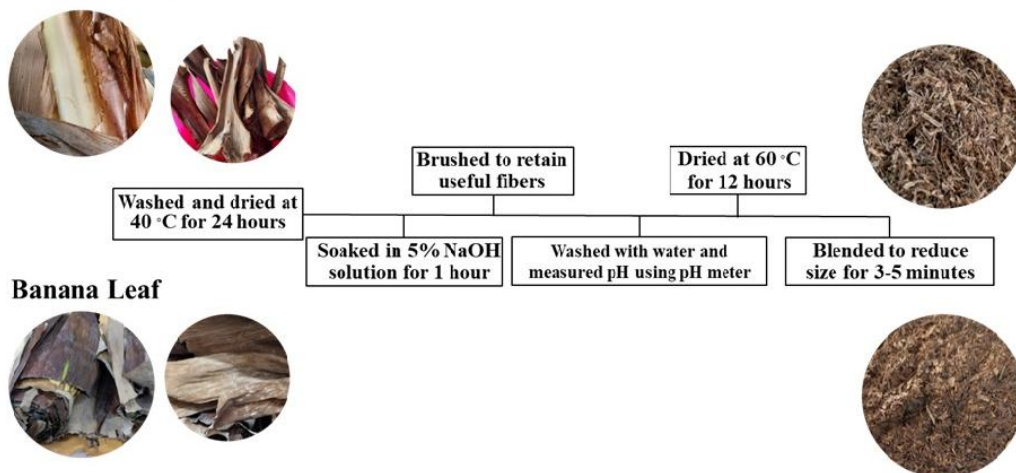 Brushed to retain
useful fibers
Dried at 60 °C
for 12 hours
Washed and dried at
40 °C for 24 hours
Soaked in 5% NaOH
solution for 1 hour
Washed with water and
measured pH using pH meter
Blended to reduce
size for 3-5 minutes
Banana Leaf